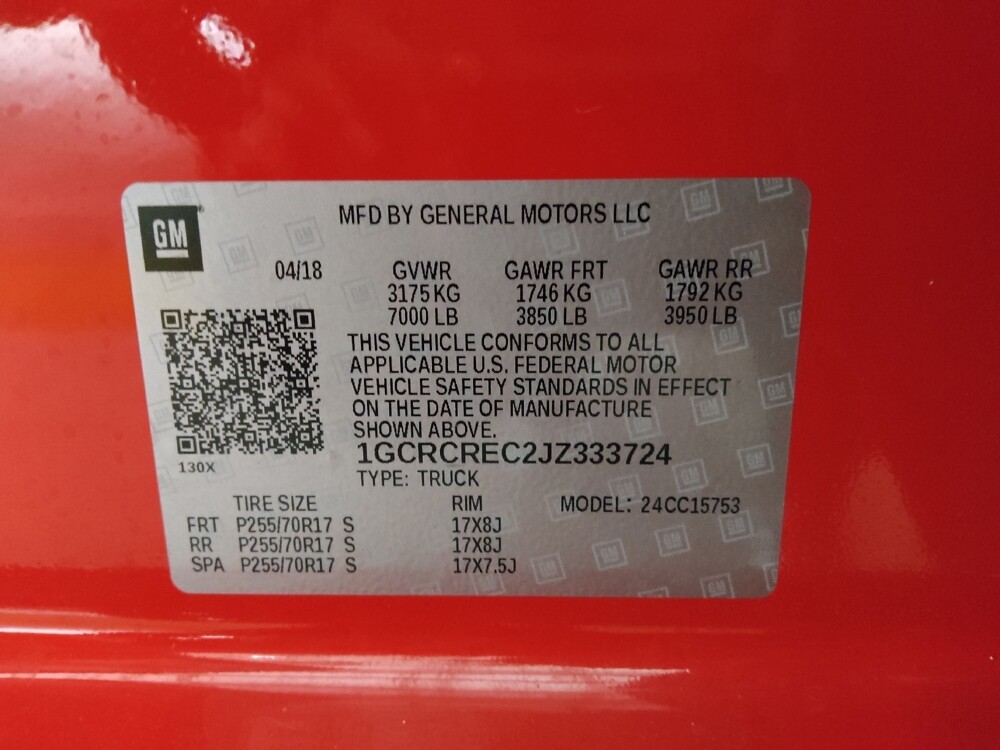 GM
MFD BY GENERAL MOTORS LLC
04/18 GVWR GAWR FRT GAWR RR
3175 KG 1746 KG 1792 KG
7000 LB 3850 LB 3950 LB
THIS VEHICLE CONFORMS TO ALL
APPLICABLE U.S. FEDERAL MOTOR
VEHICLE SAFETY STANDARDS IN EFFECT
ON THE DATE OF MANUFACTURE
SHOWN ABOVE.
1GCRCREC2JZ333724
130X
TYPE: TRUCK
TIRE SIZE RIM MODEL: 24CC15753
FRT P255/70R17 S 17X8J
RR P255/70R17 S 17X8J
SPA P255/70R17 S 17X7.5J